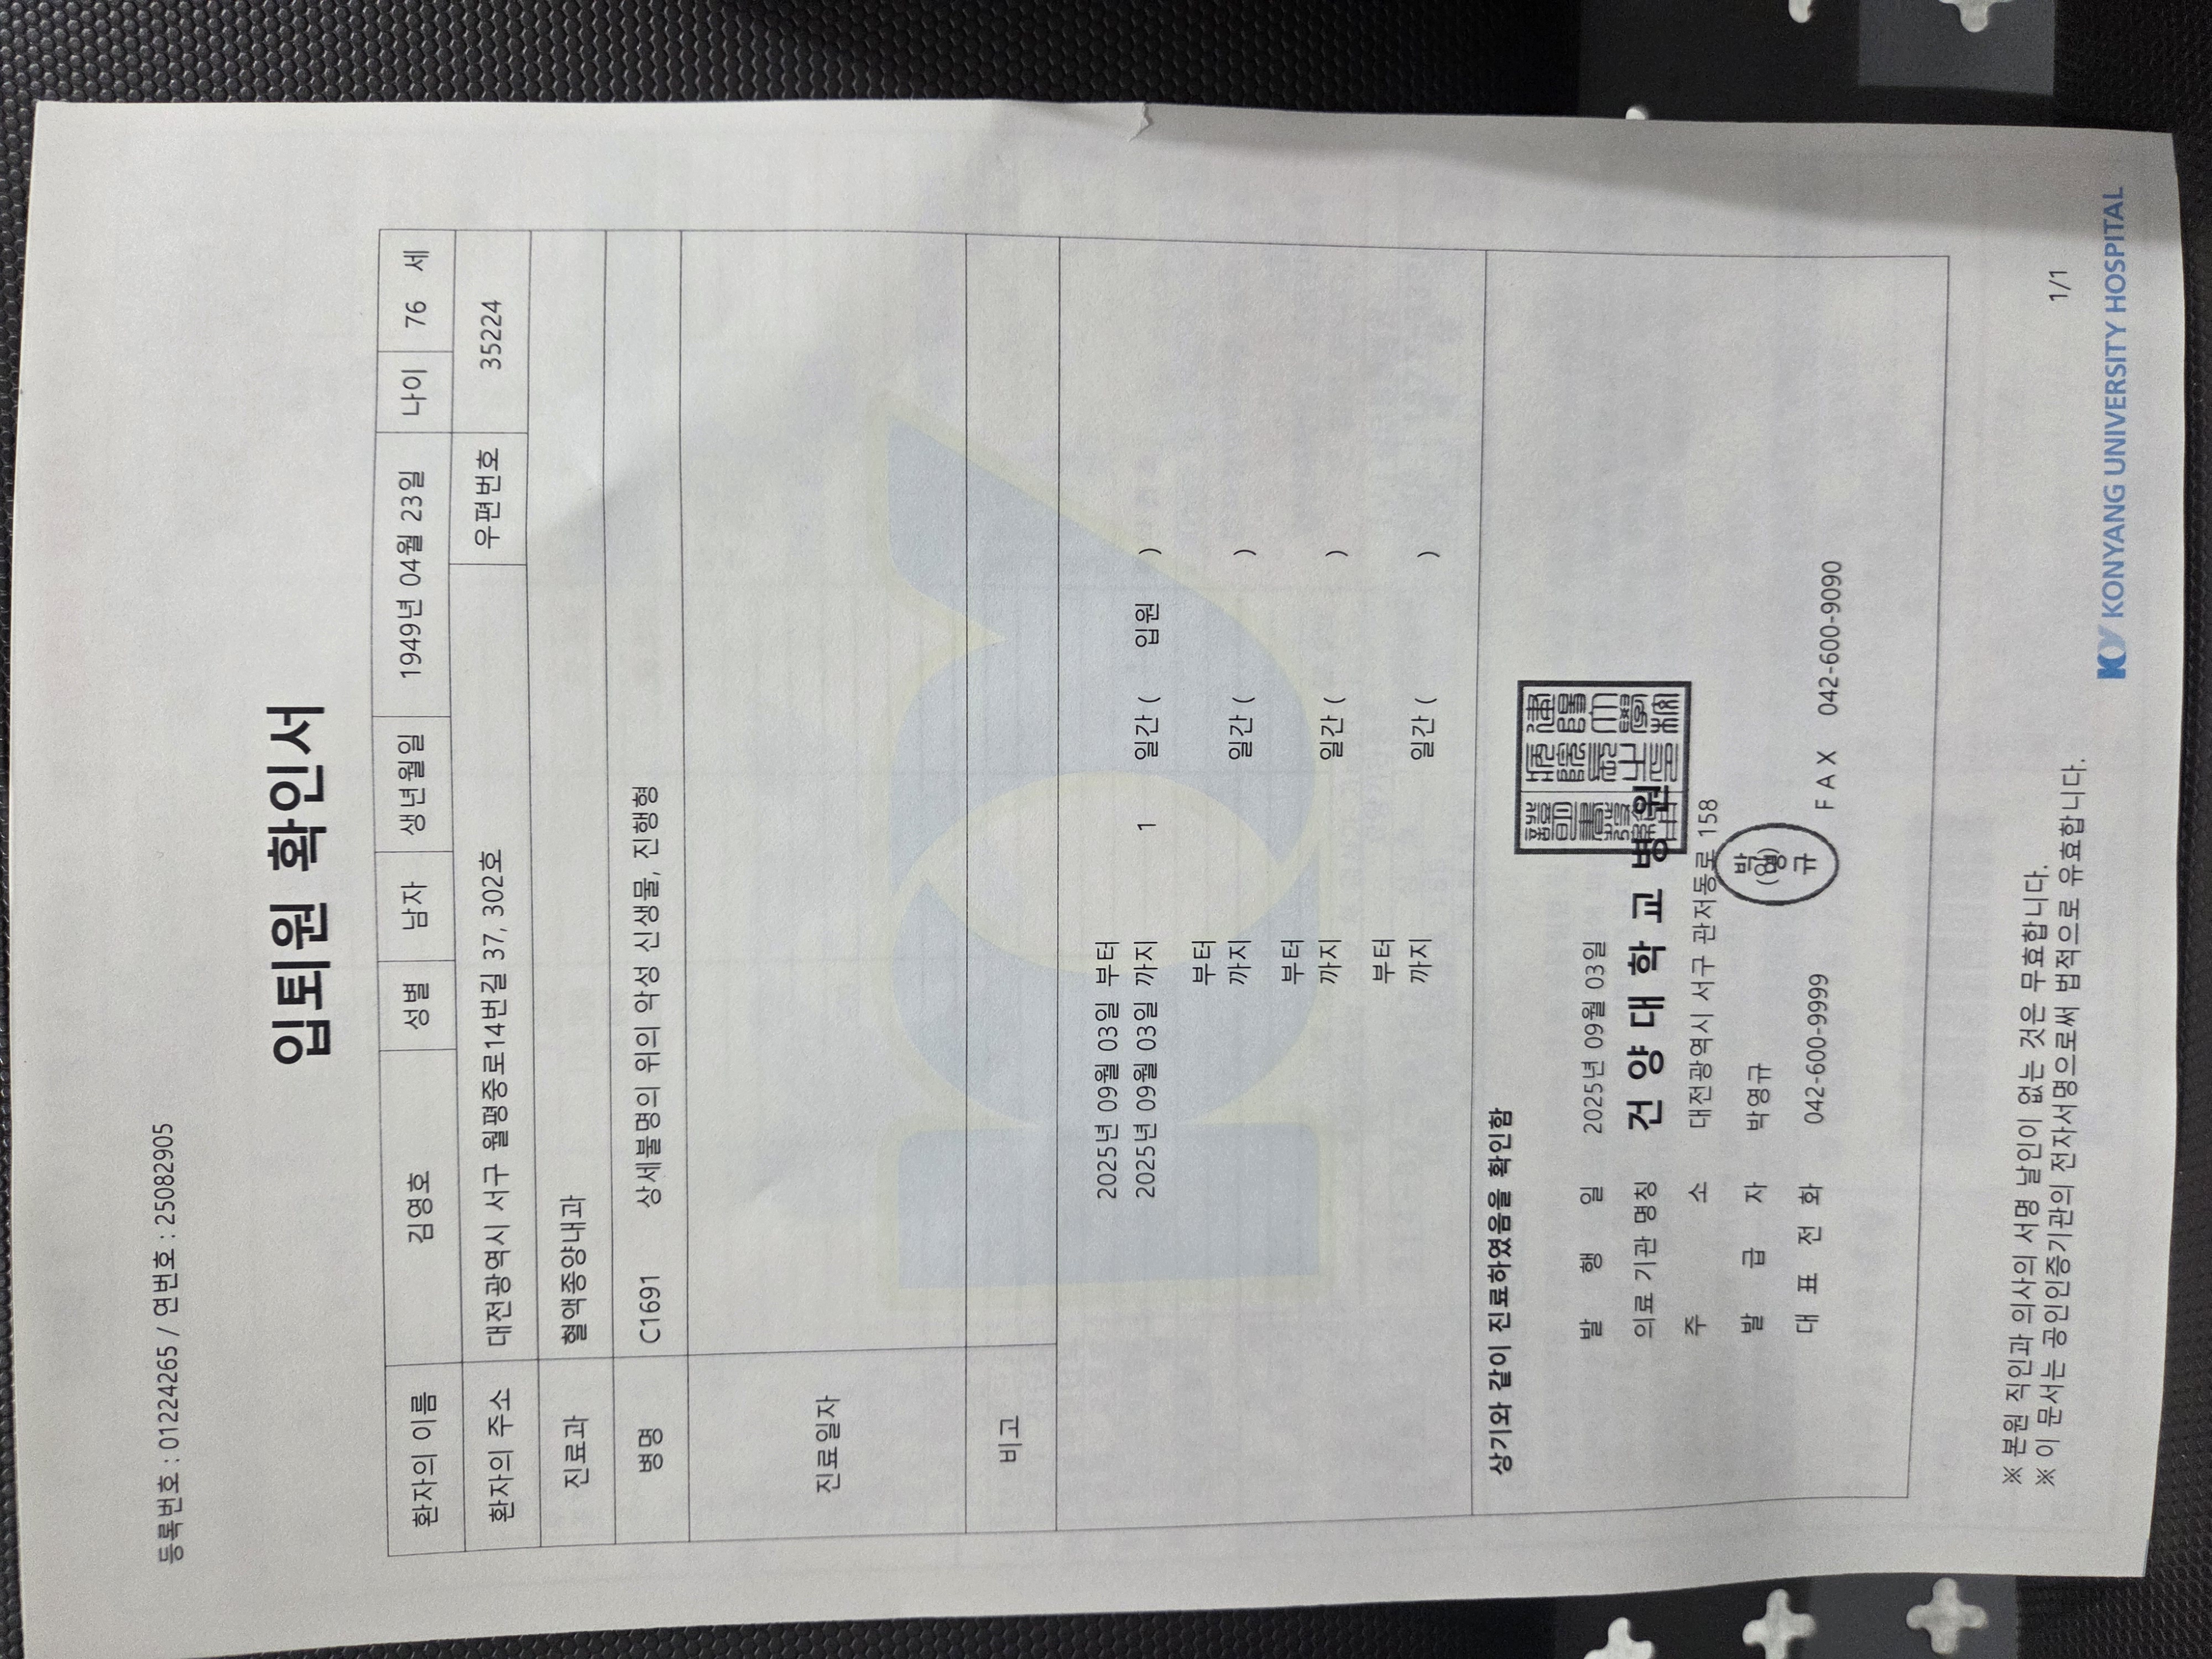 등록번호 : 012224265 / 연번호 : 25082905
입퇴원 확인서
환자의 이름 김영호 성별 남자 생년월일 1949년 04월 23일 나이 76 세
환자의 주소 대전광역시 서구 월평중로14번길 37, 302호 우편번호 35224
진료과 혈액종양내과
병명 C1691 상세불명의 위의 악성 신생물, 진행형
진료일자
비고
2025년 09월 03일 부터
2025년 09월 03일 까지 1 일간 ( 입원 )
부터
까지 일간 ( )
부터
까지 일간 ( )
부터
까지 일간 ( )
상기와 같이 진료하였음을 확인함
발 행 일 2025년 09월 03일
의료 기관 명칭 건 양 대 학 교 병 원
주 소 대전광역시 서구 관저동로 158
발 급 자 박영규 (인)
박영규
대 표 전 화 042-600-9999 F A X 042-600-9090
※ 본원 직인과 의사의 서명 날인이 없는 것은 무효합니다.
※ 이 문서는 공인인증기관의 전자서명으로써 법적으로 유효합니다.
1/1
KY KONYANG UNIVERSITY HOSPITAL